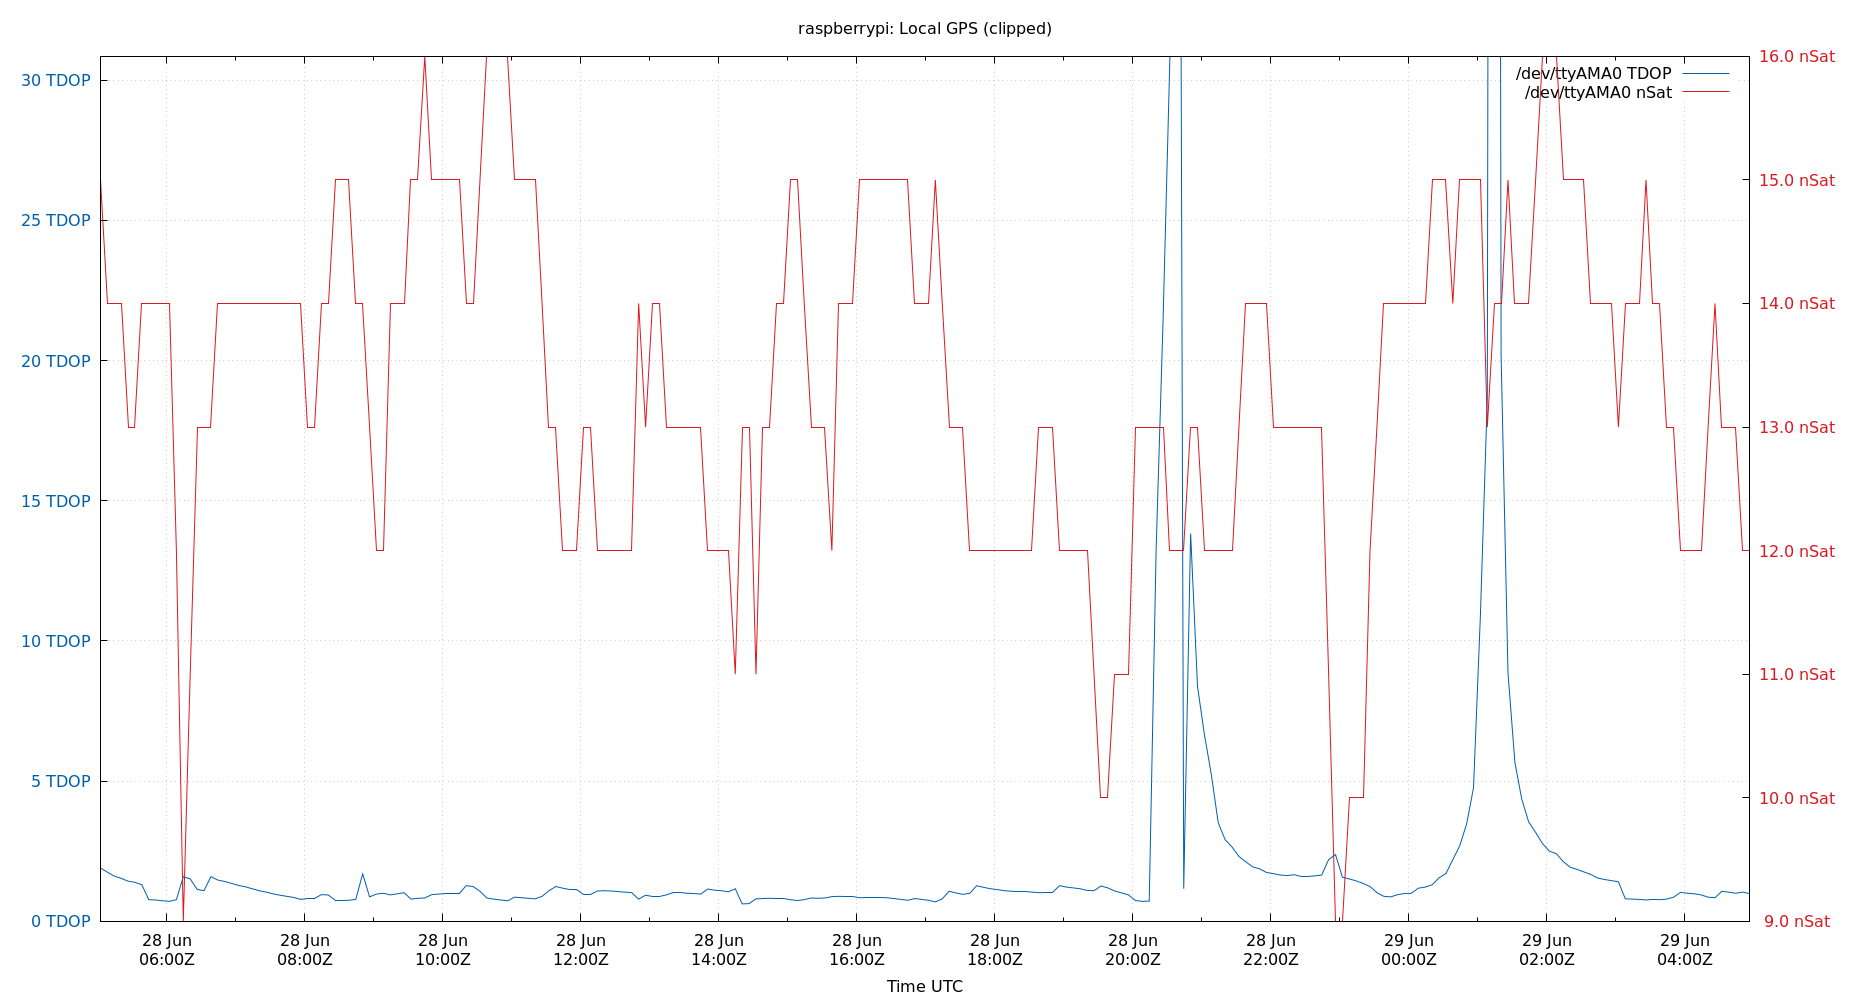 raspberrypi: Local GPS (clipped)
30 TDOP
25 TDOP
20 TDOP
15 TDOP
10 TDOP
5 TDOP
0 TDOP
16.0 nSat
15.0 nSat
14.0 nSat
13.0 nSat
12.0 nSat
11.0 nSat
10.0 nSat
9.0 nSat
/dev/ttyAMA0 TDOP
/dev/ttyAMA0 nSat
28 Jun
06:00Z
28 Jun
08:00Z
28 Jun
10:00Z
28 Jun
12:00Z
28 Jun
14:00Z
28 Jun
16:00Z
28 Jun
18:00Z
28 Jun
20:00Z
28 Jun
22:00Z
29 Jun
00:00Z
29 Jun
02:00Z
29 Jun
04:00Z
Time UTC